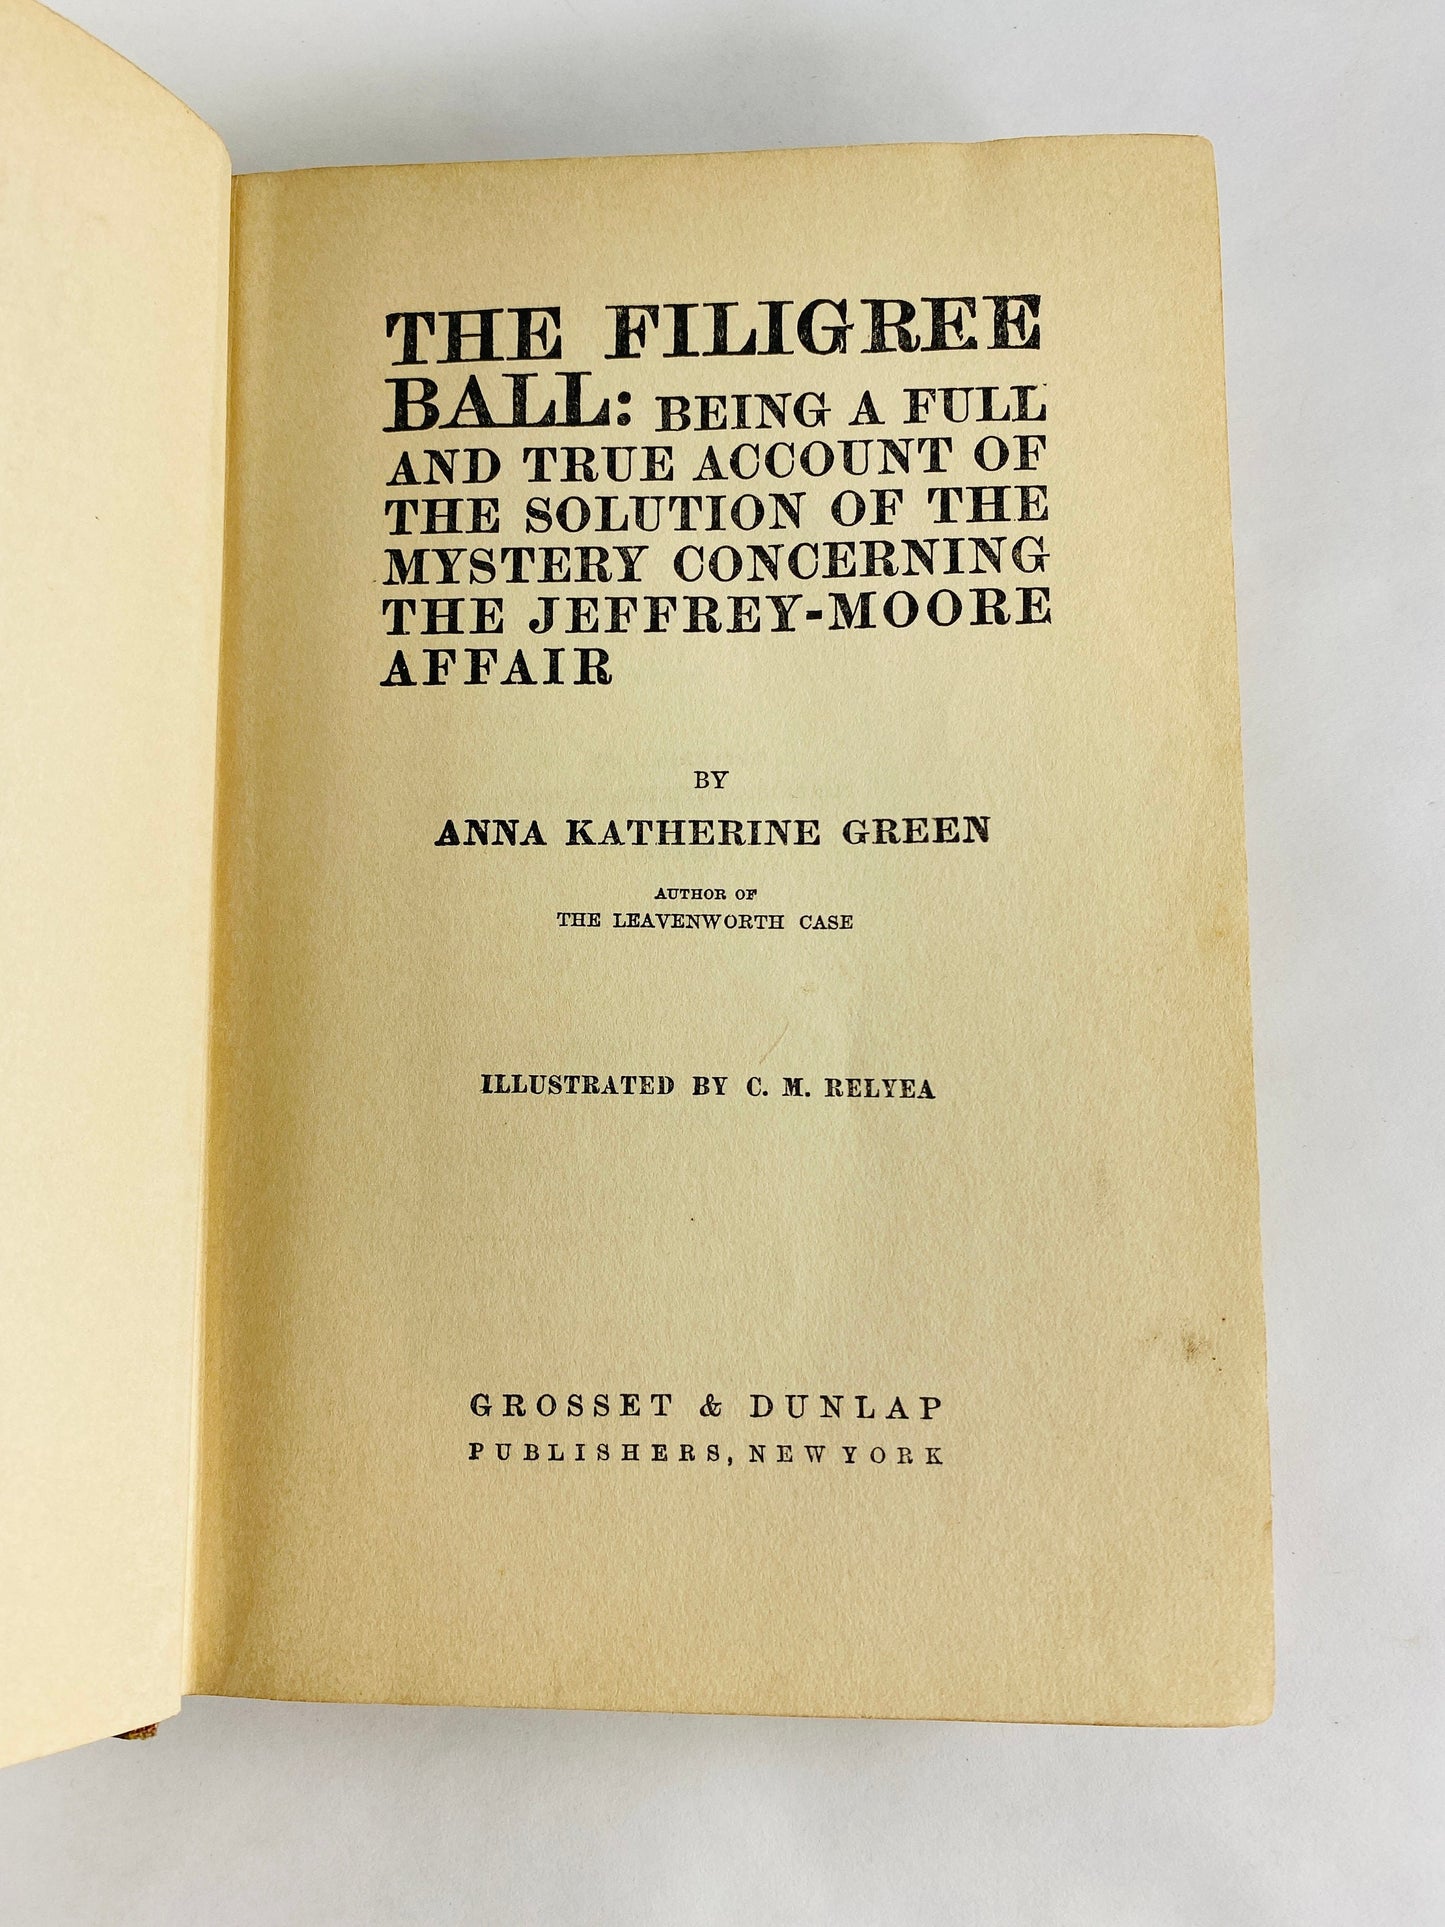 THE FILIGREE
BALL: BEING A FULL
AND TRUE ACCOUNT OF
THE SOLUTION OF THE
MYSTERY CONCERNING
THE JEFFREY-MOORE
AFFAIR
BY
ANNA KATHERINE GREEN
AUTHOR OF
THE LEAVENWORTH CASE
ILLUSTRATED BY C. M. RELYEA
GROSSET & DUNLAP
PUBLISHERS, NEW YORK